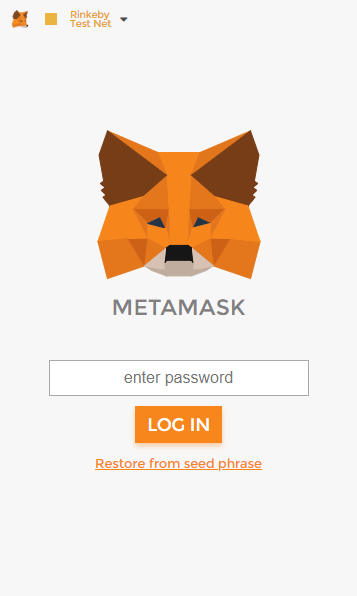 Rinkeby
Test Net
METAMASK
enter password
LOG IN
Restore from seed phrase